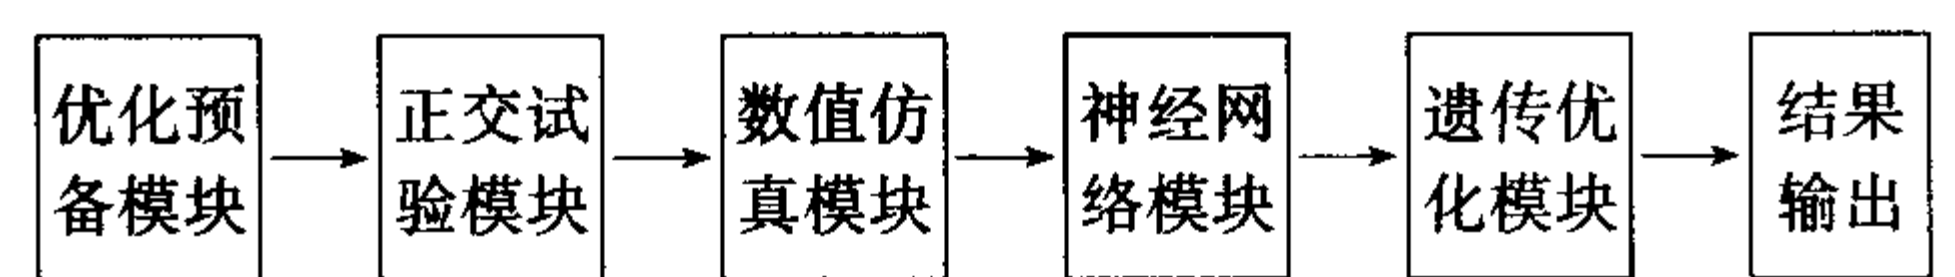 优化预
备模块
正交试
验模块
数值仿
真模块
神经网
络模块
遗传优
化模块
结果
输出